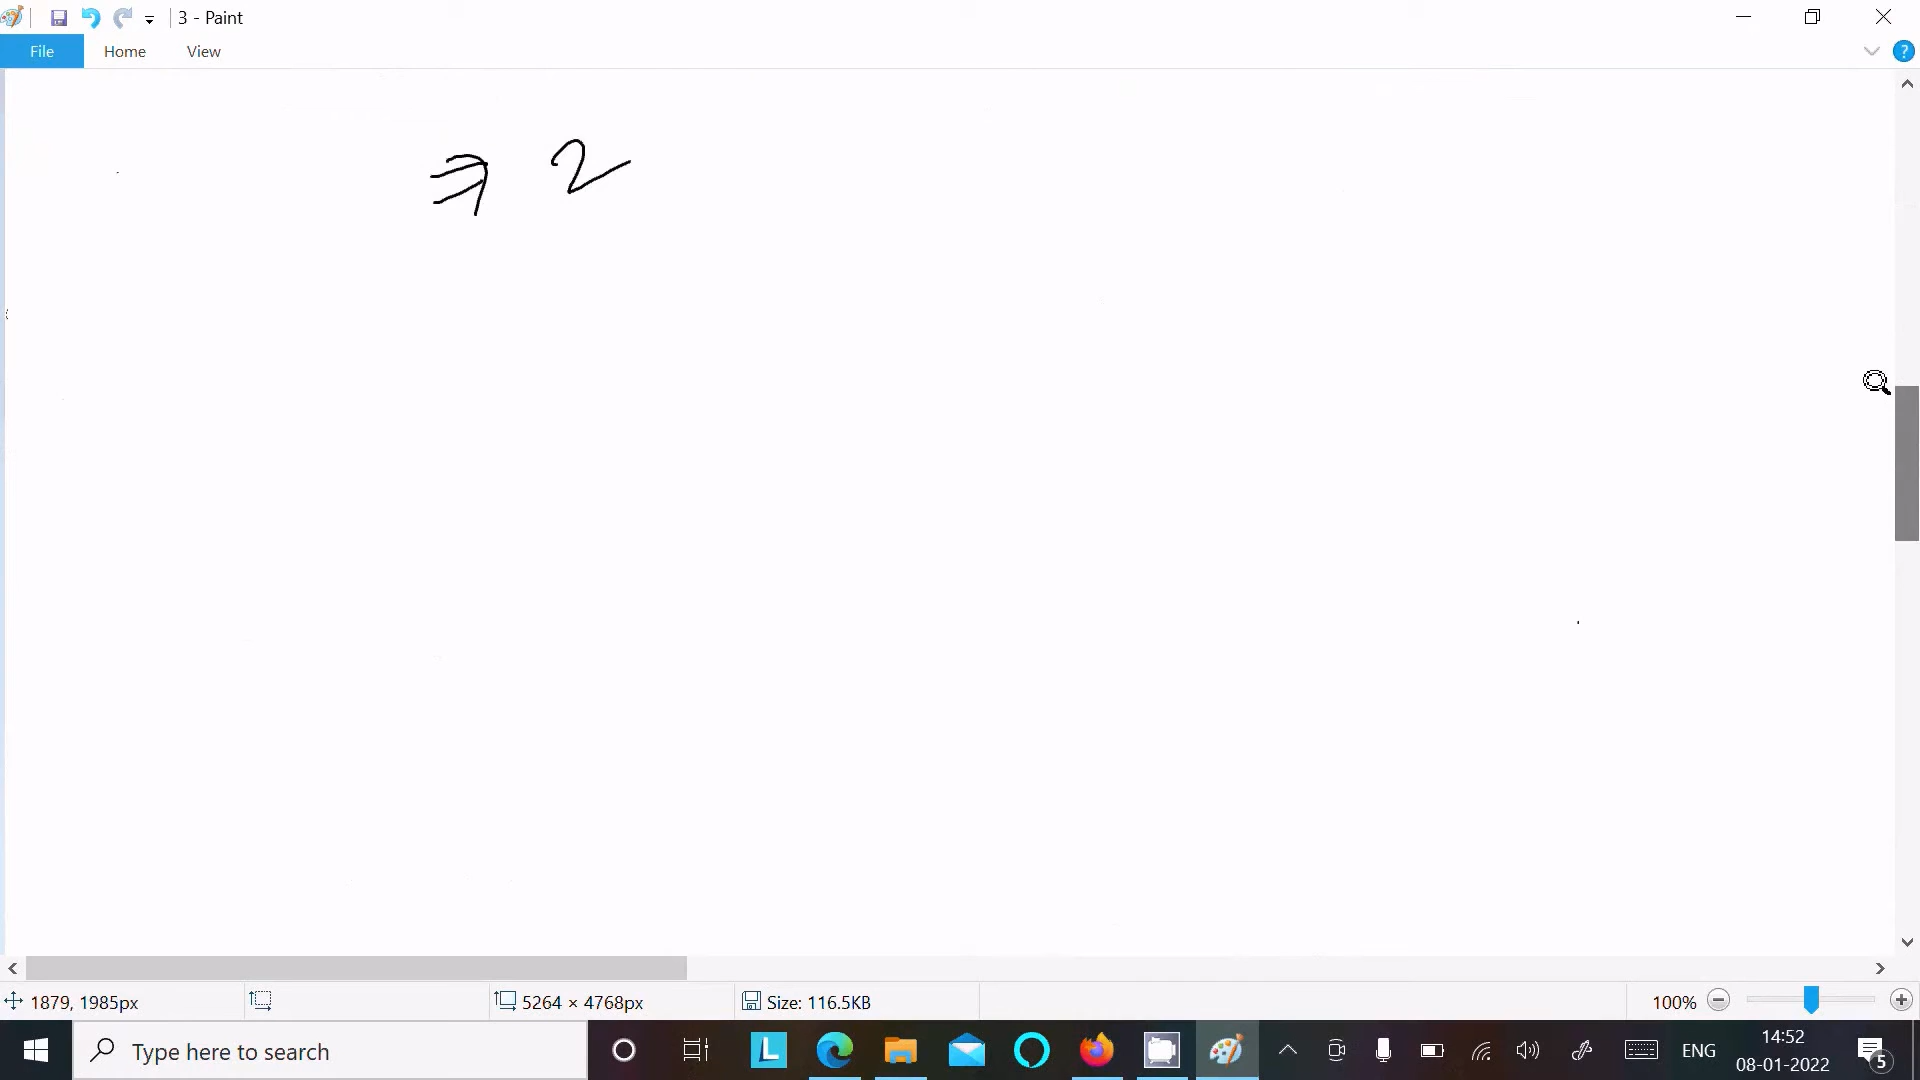 3 - Paint
File Home View
⇒ 2
1879, 1985px 5264 × 4768px Size: 116.5KB 100%
Type here to search
L
ENG
14:52
08-01-2022
5